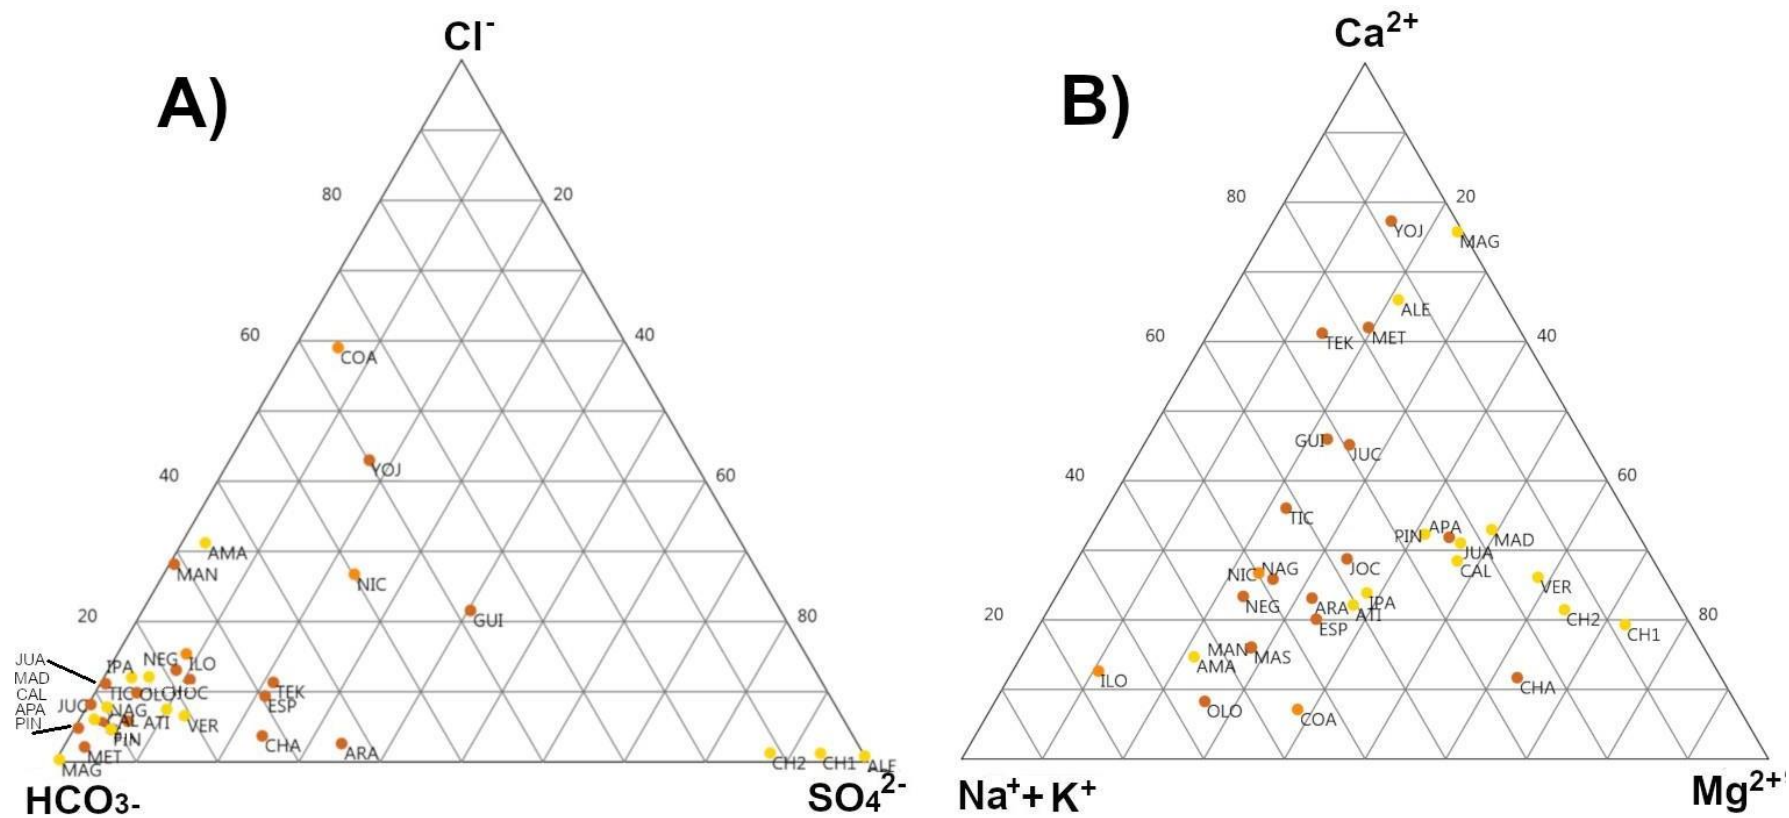 A)
Cl-
80
20
60
40
COA
40
60
YOJ
AMA
MAN
NIC
GUI
20
80
JUA
MAD
CAL
APA
PIN
IPA
NEG
ILO
TIC
OLO
JOC
TEK
ESP
JUC
NAG
CAL
ATI
VER
PIN
CHA
ARA
MET
MAG
CH2
CH1
ALE
HCO3-
SO4 2-
B)
Ca2+
80
20
YOJ
MAG
ALE
TEK
MET
60
40
GUI
JUC
40
60
TIC
PIN
APA
MAD
JUA
CAL
NIC
NAG
JOC
VER
NEG
ARA
IPA
ATI
ESP
CH2
CH1
20
80
MAN
MAS
AMA
ILO
CHA
OLO
COA
Na++ K+
Mg2+